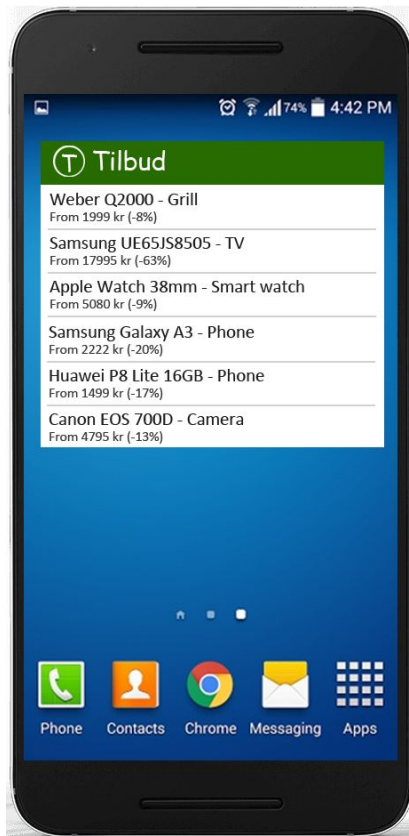 74% 4:42 PM
T Tilbud
Weber Q2000 - Grill
From 1999 kr (-8%)
Samsung UE65JS8505 - TV
From 17995 kr (-63%)
Apple Watch 38mm - Smart watch
From 5080 kr (-9%)
Samsung Galaxy A3 - Phone
From 2222 kr (-20%)
Huawei P8 Lite 16GB - Phone
From 1499 kr (-17%)
Canon EOS 700D - Camera
From 4795 kr (-13%)
Phone Contacts Chrome Messaging Apps